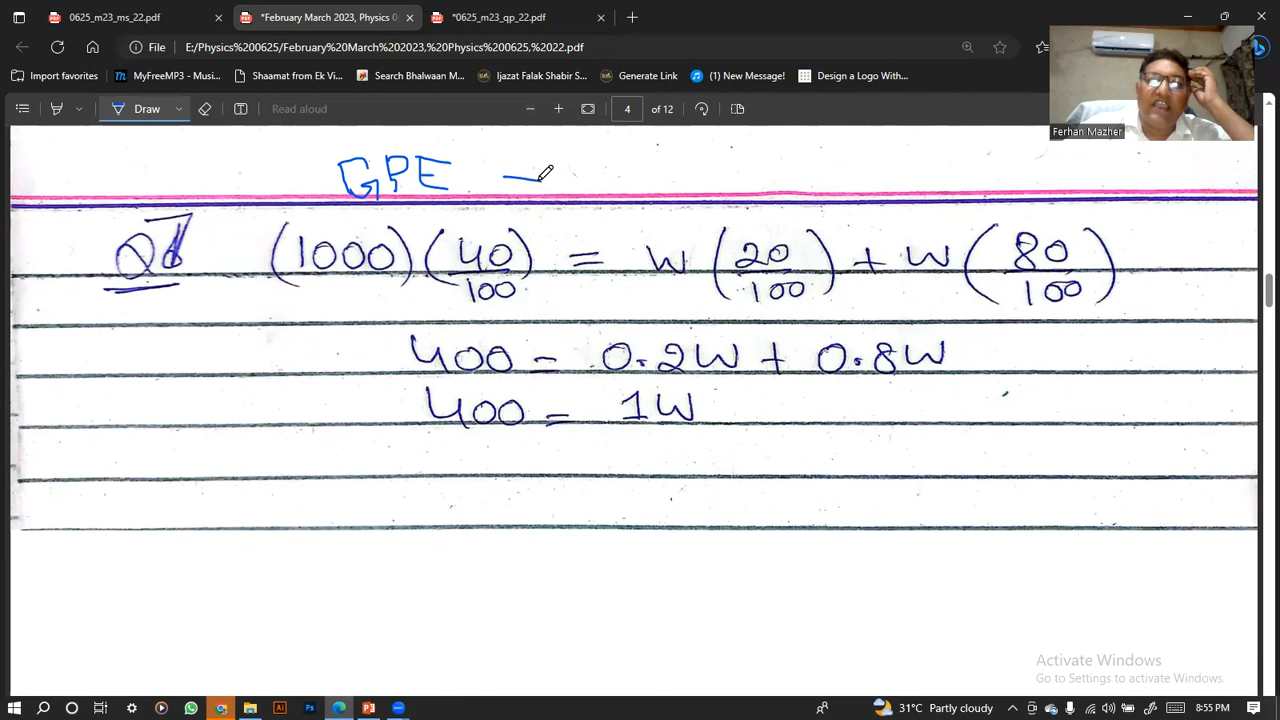 0625_m23_ms_22.pdf
*February March 2023, Physics 0
*0625_m23_qp_22.pdf
File E:/Physics%200625/February%20March%202023,%20Physics%200625,%2022.pdf
Import favorites MyFreeMP3 - Musi... Shaamat from Ek Vi... Search Bhalwaan M... Ijazat Falak Shabir S... Generate Link (1) New Message! Design a Logo With...
Draw Read aloud 4 of 12
Ferhan Mazher
GPE
Q8 (1000)(40/100) = W(20/100) + W(80/100)
400 = 0.2W + 0.8W
400 = 1W
Activate Windows
Go to Settings to activate Windows.
31°C Partly cloudy 8:55 PM